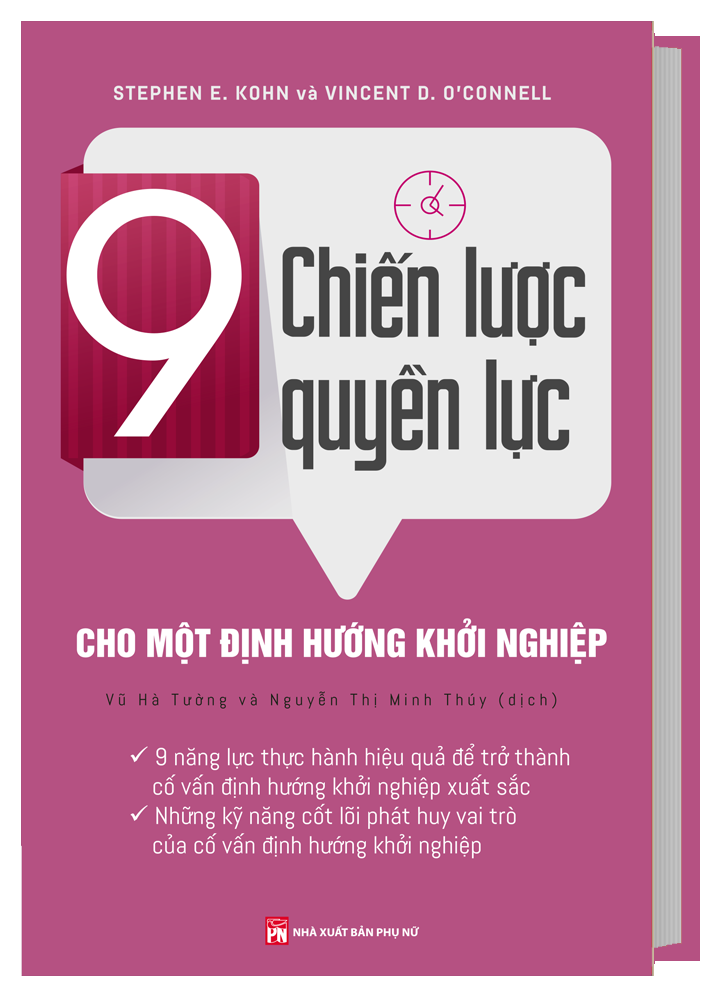 STEPHEN E. KOHN và VINCENT D. O'CONNELL
9
Chiến lược
quyền lực
CHO MỘT ĐỊNH HƯỚNG KHỞI NGHIỆP
Vũ Hà Tưởng và Nguyễn Thị Minh Thúy (dịch)
✓ 9 năng lực thực hành hiệu quả để trở thành
cố vấn định hướng khởi nghiệp xuất sắc
✓ Những kỹ năng cốt lõi phát huy vai trò
của cố vấn định hướng khởi nghiệp
PN NHÀ XUẤT BẢN PHỤ NỮ